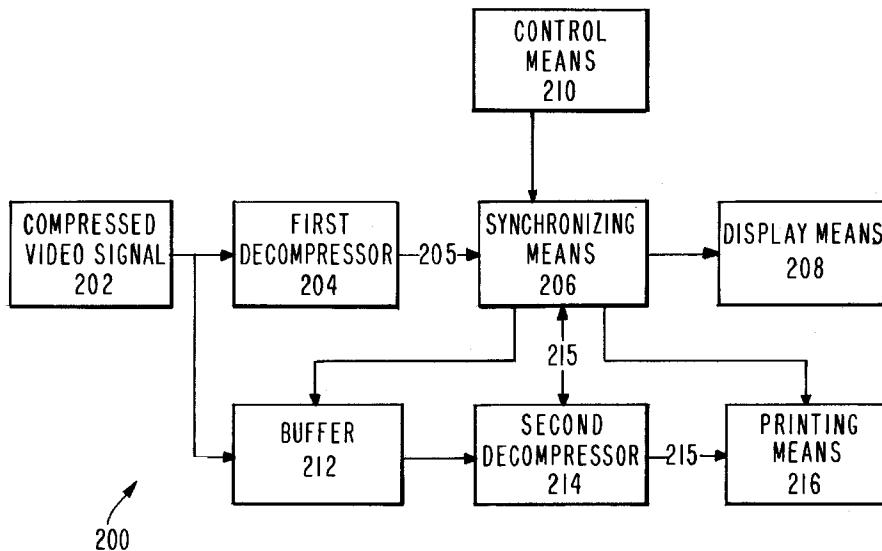 CONTROL
MEANS
210
COMPRESSED
VIDEO SIGNAL
202
FIRST
DECOMPRESSOR
204
205
SYNCHRONIZING
MEANS
206
DISPLAY MEANS
208
215
BUFFER
212
SECOND
DECOMPRESSOR
214
215
PRINTING
MEANS
216
200